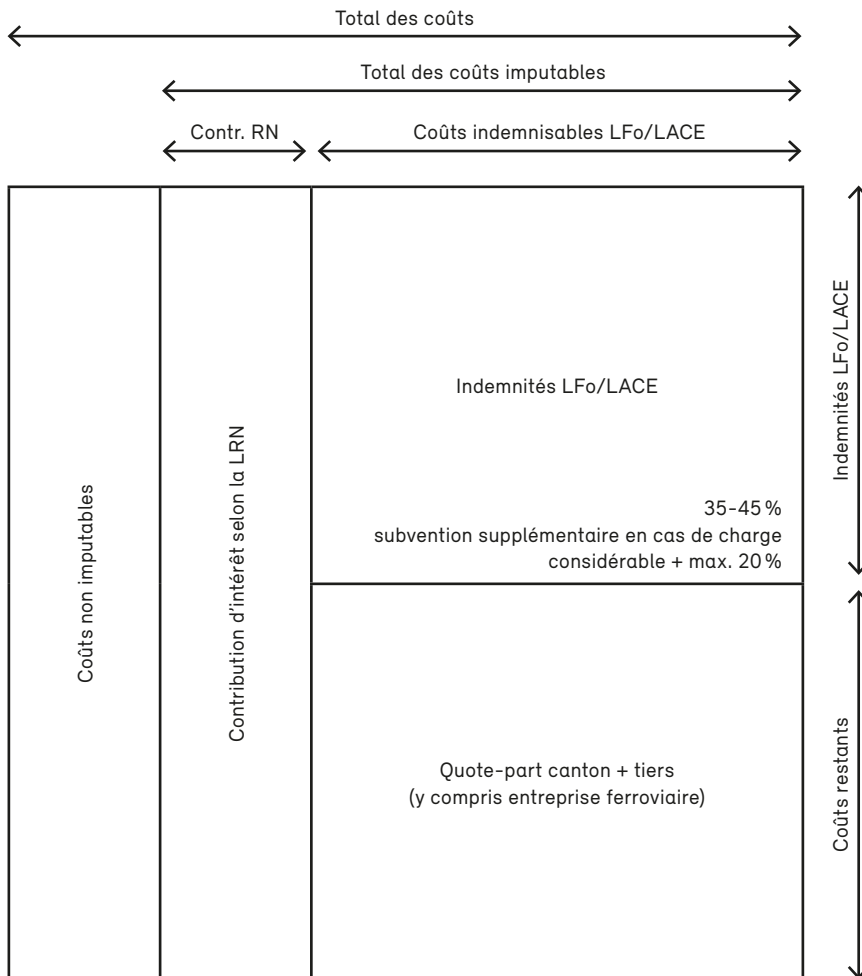 Total des coûts
Total des coûts imputables
Contr. RN
Coûts indemnisables LFo/LACE
Coûts non imputables
Contribution d'intérêt selon la LRN
Indemnités LFo/LACE
35-45 %
subvention supplémentaire en cas de charge
considérable + max. 20 %
Indemnités LFo/LACE
Quote-part canton + tiers
(y compris entreprise ferroviaire)
Coûts restants